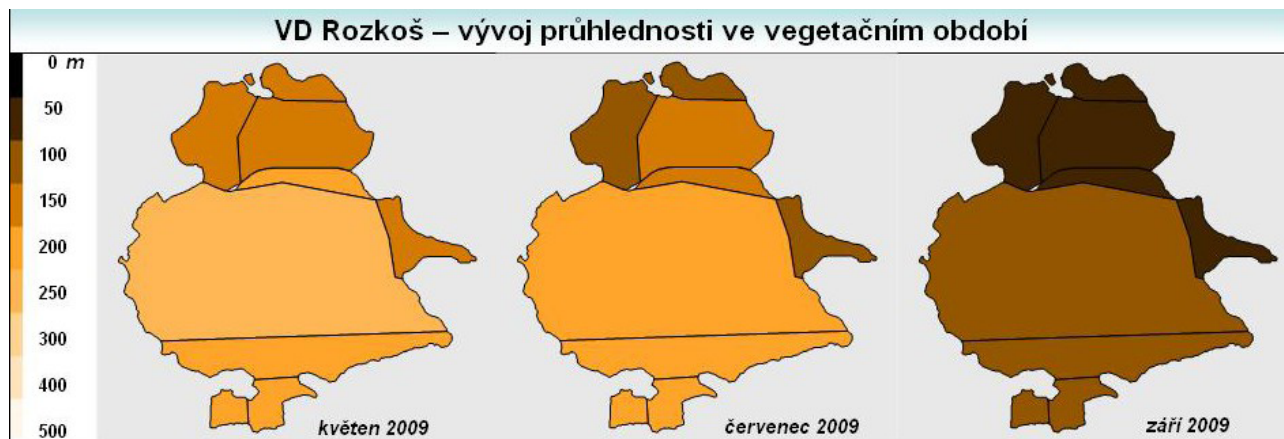 VD Rozkoš – vývoj průhlednosti ve vegetačním období
0 m
50
100
150
200
250
300
400
500
květen 2009
červenec 2009
září 2009